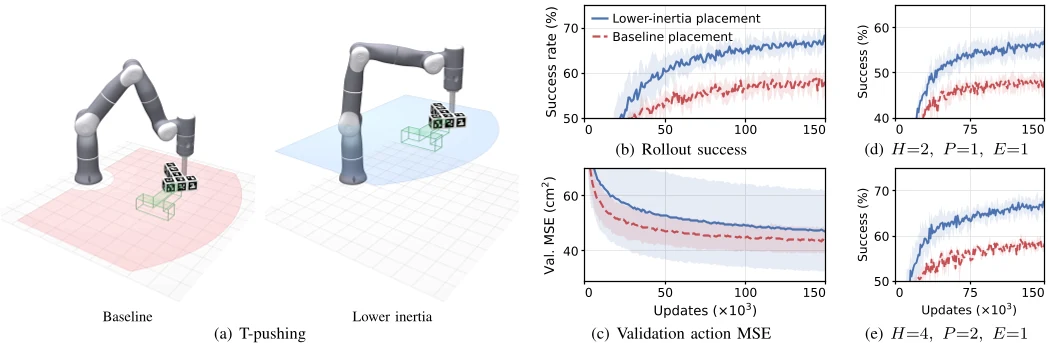 Baseline
Lower inertia
(a) T-pushing
Success rate (%)
70
60
50
Lower-inertia placement
Baseline placement
0 50 100 150
(b) Rollout success
Val. MSE (cm²)
60
40
0 50 100 150
Updates (×10³)
(c) Validation action MSE
Success (%)
60
50
40
0 75 150
(d) H=2, P=1, E=1
Success (%)
70
60
50
0 75 150
Updates (×10³)
(e) H=4, P=2, E=1